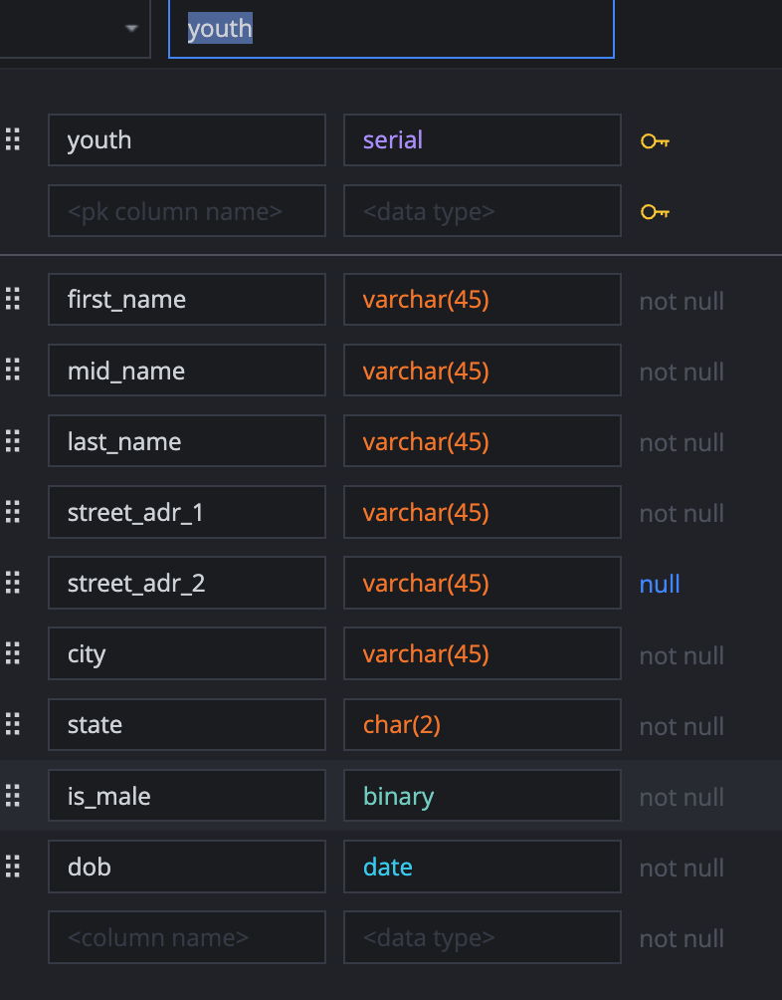 youth
youth serial
<pk column name> <data type>
first_name varchar(45) not null
mid_name varchar(45) not null
last_name varchar(45) not null
street_adr_1 varchar(45) not null
street_adr_2 varchar(45) null
city varchar(45) not null
state char(2) not null
is_male binary not null
dob date not null
<column name> <data type> not null